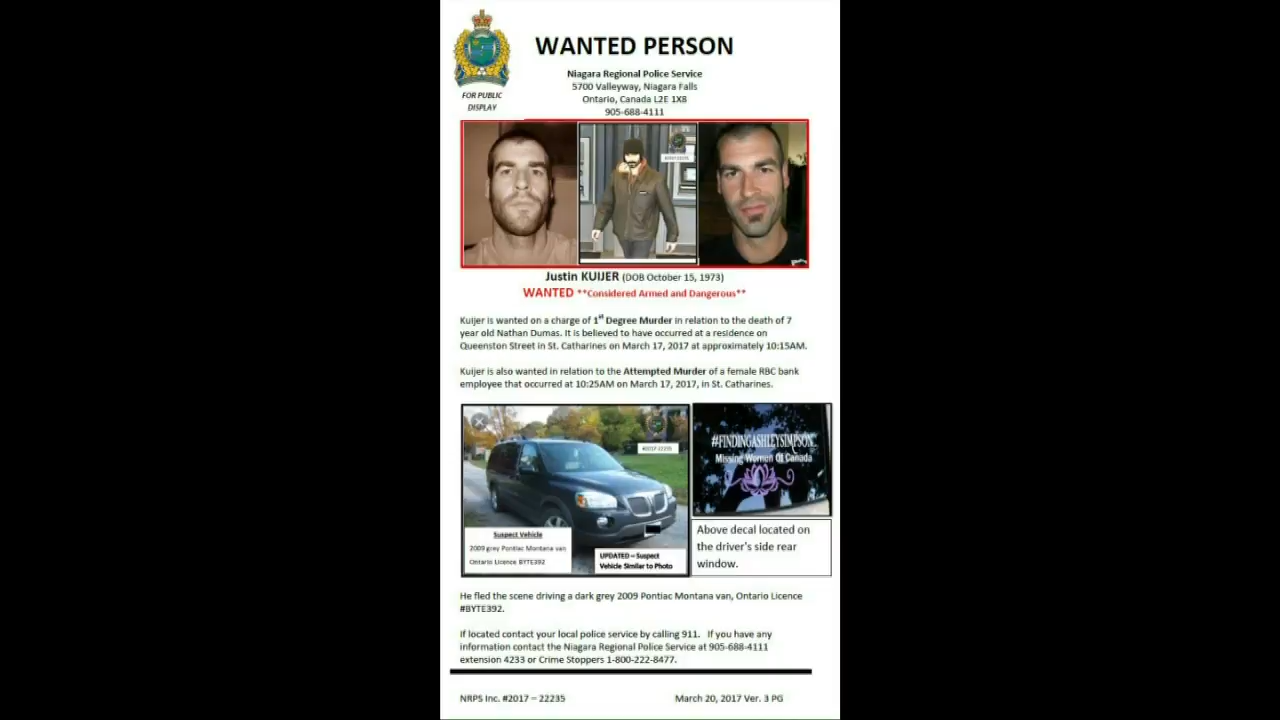 WANTED PERSON
Niagara Regional Police Service
5700 Valleyway, Niagara Falls
Ontario, Canada L2E 1X8
905-688-4111
FOR PUBLIC
DISPLAY
Justin KUIJER (DOB October 15, 1973)
WANTED **Considered Armed and Dangerous**
Kuijer is wanted on a charge of 1st Degree Murder in relation to the death of 7
year old Nathan Dumas. It is believed to have occurred at a residence on
Queenston Street in St. Catharines on March 17, 2017 at approximately 10:15AM.
Kuijer is also wanted in relation to the Attempted Murder of a female RBC bank
employee that occurred at 10:25AM on March 17, 2017, in St. Catharines.
#2017-22235
Suspect Vehicle
2009 grey Pontiac Montana van
Ontario Licence BYTE392
UPDATED – Suspect
Vehicle Similar to Photo
#FINDINGASHLEYSIMPSON
Missing Women Of Canada
Above decal located on
the driver's side rear
window.
He fled the scene driving a dark grey 2009 Pontiac Montana van, Ontario Licence
#BYTE392.
If located contact your local police service by calling 911. If you have any
information contact the Niagara Regional Police Service at 905-688-4111
extension 4233 or Crime Stoppers 1-800-222-8477.
NRPS Inc. #2017 – 22235
March 20, 2017 Ver. 3 PG